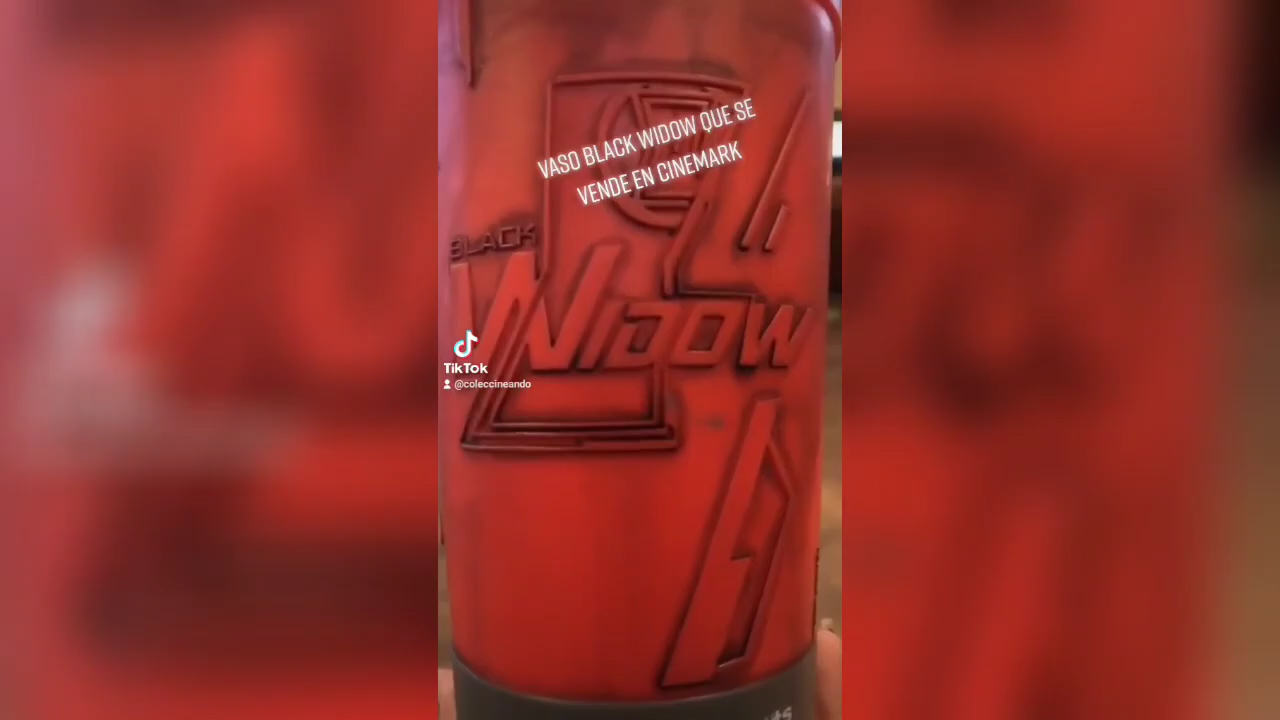 VASO BLACK WIDOW QUE SE
VENDE EN CINEMARK
BLACK
WIDOW
TikTok
@coleccineando